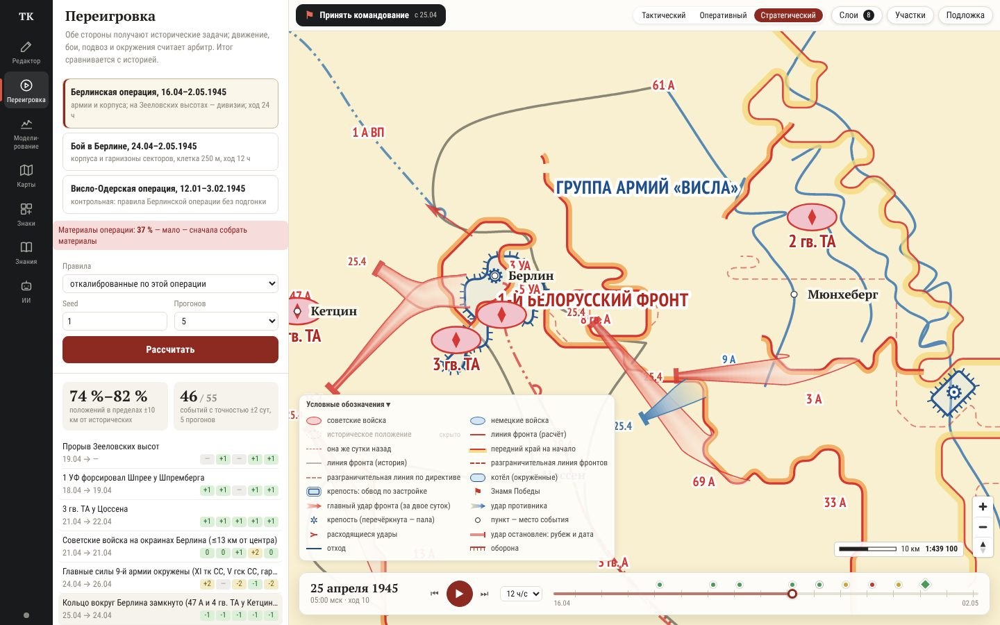 ТК
Редактор
Переигровка
Модели-
рование
Карты
Знаки
Знания
ИИ
Переигровка
Обе стороны получают исторические задачи; движение,
бои, подвоз и окружения считает арбитр. Итог
сравнивается с историей.
Берлинская операция, 16.04–2.05.1945
армии и корпуса; на Зееловских высотах — дивизии; ход 24
ч
Бой в Берлине, 24.04–2.05.1945
корпуса и гарнизоны секторов, клетка 250 м, ход 12 ч
Висло-Одерская операция, 12.01–3.02.1945
контрольная: правила Берлинской операции без подгонки
Материалы операции: 37 % — мало — сначала собрать
материалы
Правила
откалиброванные по этой операции
Seed
Прогонов
1
5
Рассчитать
74 %–82 %
положений в пределах ±10
км от исторических
46 / 55
событий с точностью ±2 сут,
5 прогонов
Прорыв Зееловских высот
19.04 → —
— +1 — +1 +1
1 УФ форсировал Шпрее у Шпремберга
18.04 → 19.04
+1 +1 — +1 +1
3 гв. ТА у Цоссена
21.04 → 22.04
+1 +1 +1 +1 +1
Советские войска на окраинах Берлина (≤13 км от центра)
21.04 → 21.04
0 0 +1 +2 0
Главные силы 9-й армии окружены (XI тк СС, V гск СС, гар...
24.04 → 26.04
+2 — -2 -1 -2
Кольцо вокруг Берлина замкнуто (47 А и 4 гв. ТА у Кетцин...
25.04 → 24.04
-1 -1 -1 -1 -1
Принять командование с 25.04
Тактический
Оперативный
Стратегический
Слои 8
Участки
Подложка
61 А
1 А ВП
ГРУППА АРМИЙ «ВИСЛА»
2 гв. ТА
25.4
3 УА
Берлин
5 УА
1-Й БЕЛОРУССКИЙ ФРОНТ
Мюнхеберг
47 А
Кетцин
25.4
8 гв. А
гв. ТА
3 гв. ТА
9 А
25.4
3 А
25.4
69 А
33 А
13 А
3 гв. А
Условные обозначения ▾
советские войска
немецкие войска
историческое положение скрыто
линия фронта (расчёт)
она же сутки назад
передний край на начало
линия фронта (история)
разграничительная линия фронтов
разграничительная линия по директиве
котёл (окружённые)
крепость: обвод по застройке
Знамя Победы
главный удар фронта (за двое суток)
удар противника
крепость (перечёркнута — пала)
пункт — место события
расходящиеся удары
удар остановлен: рубеж и дата
отход
оборона
10 км 1:439 100
25 апреля 1945
05:00 мск · ход 10
12 ч/с
16.04
02.05